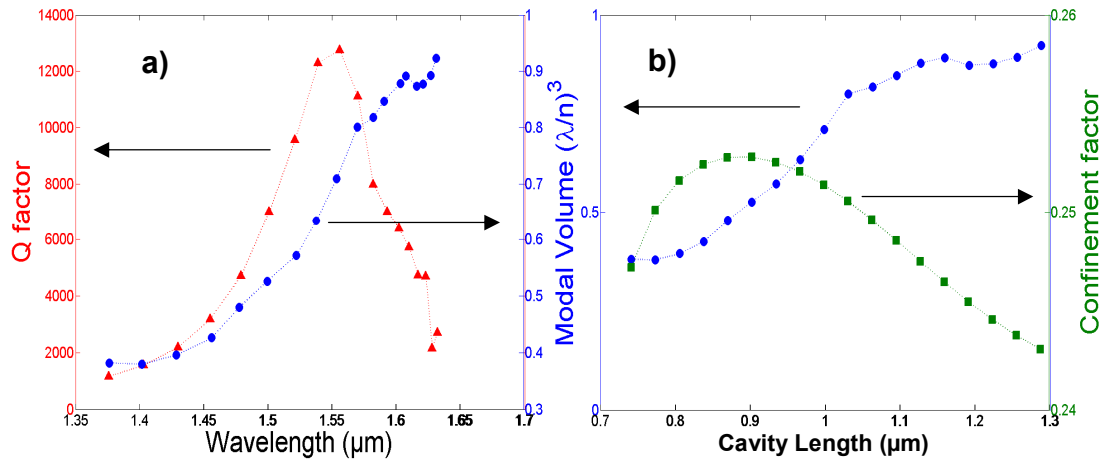 a)
14000
12000
10000
8000
6000
4000
2000
0
Q factor
1
0.9
0.8
0.7
0.6
0.5
0.4
0.3
Modal Volume (λ/n)³
1.35 1.4 1.45 1.5 1.55 1.6 1.65 1.7
Wavelength (µm)
b)
1
0.5
0
0.26
0.25
0.24
Confinement factor
0.7 0.8 0.9 1 1.1 1.2 1.3
Cavity Length (µm)